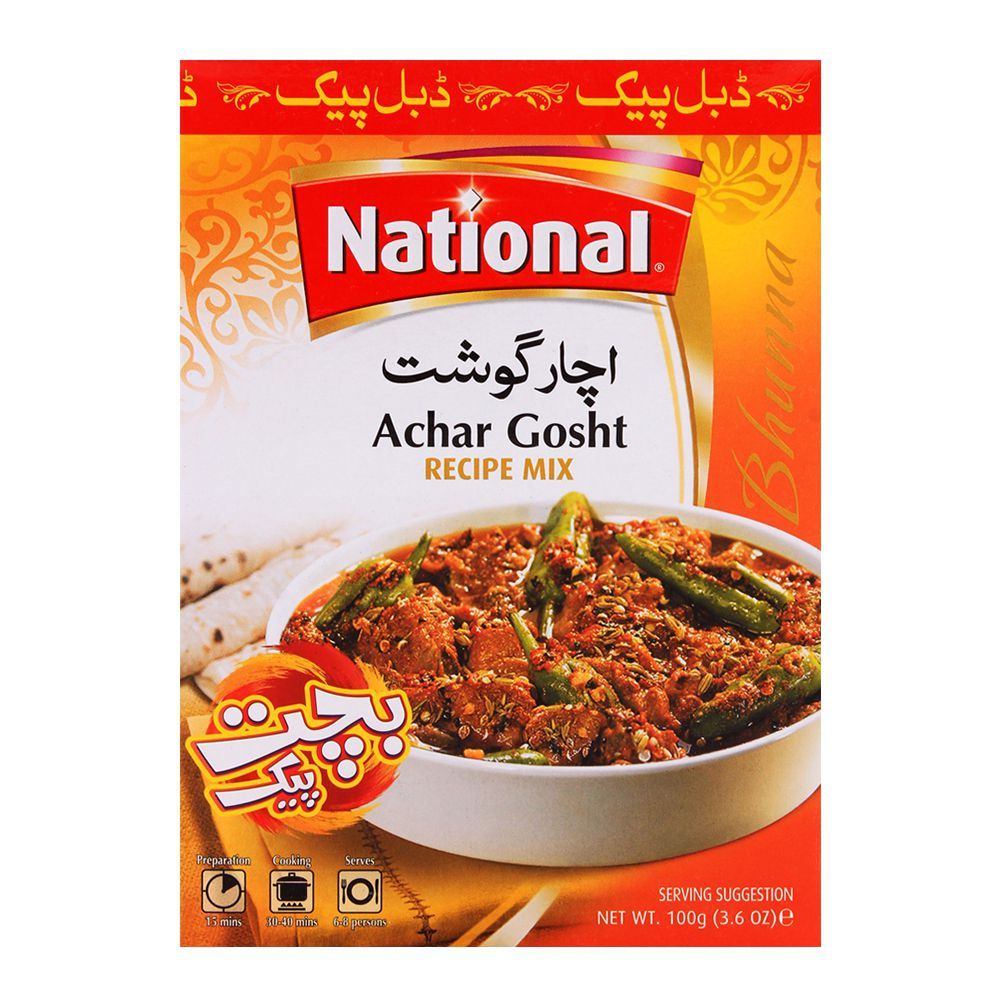 ڈبل پیک ڈبل پیک ڈ
National®
اچار گوشت
Achar Gosht
RECIPE MIX
Bhunna
بچت
پیک
Preparation Cooking Serves
15 mins 30-40 mins 6-8 persons
SERVING SUGGESTION
NET WT. 100g (3.6 OZ)e